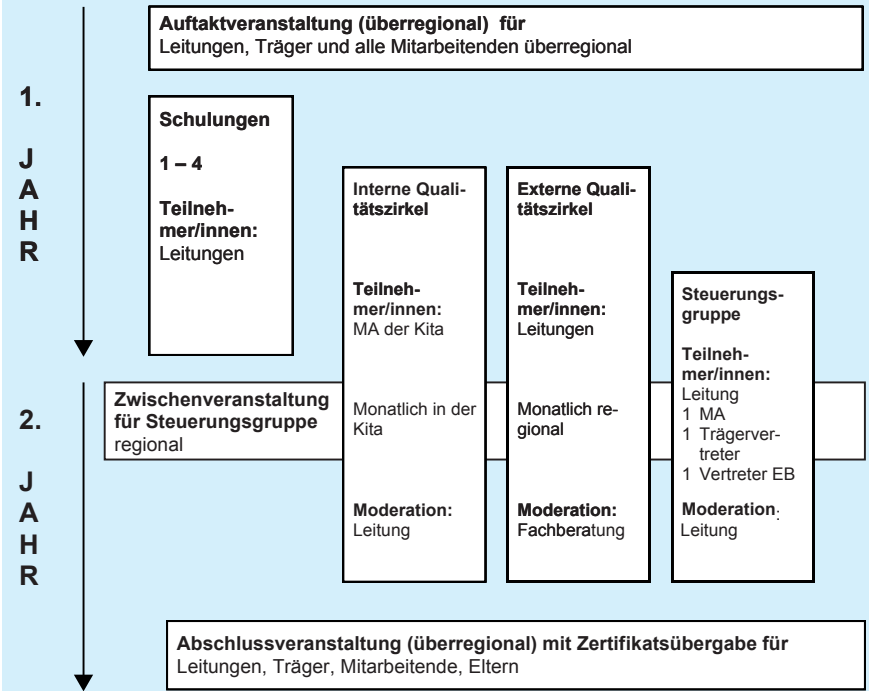 Auftaktveranstaltung (überregional) für
Leitungen, Träger und alle Mitarbeitenden überregional
1.
J
A
H
R
Schulungen
1 – 4
Teilneh-
mer/innen:
Leitungen
Interne Quali-
tätszirkel
Teilneh-
mer/innen:
MA der Kita
Monatlich in der
Kita
Moderation:
Leitung
Externe Quali-
tätszirkel
Teilneh-
mer/innen:
Leitungen
Monatlich re-
gional
Moderation:
Fachberatung
Steuerungs-
gruppe
Teilneh-
mer/innen:
Leitung
1 MA
1 Trägerver-
treter
1 Vertreter EB
Moderation:
Leitung
2.
J
A
H
R
Zwischenveranstaltung
für Steuerungsgruppe
regional
Abschlussveranstaltung (überregional) mit Zertifikatsübergabe für
Leitungen, Träger, Mitarbeitende, Eltern